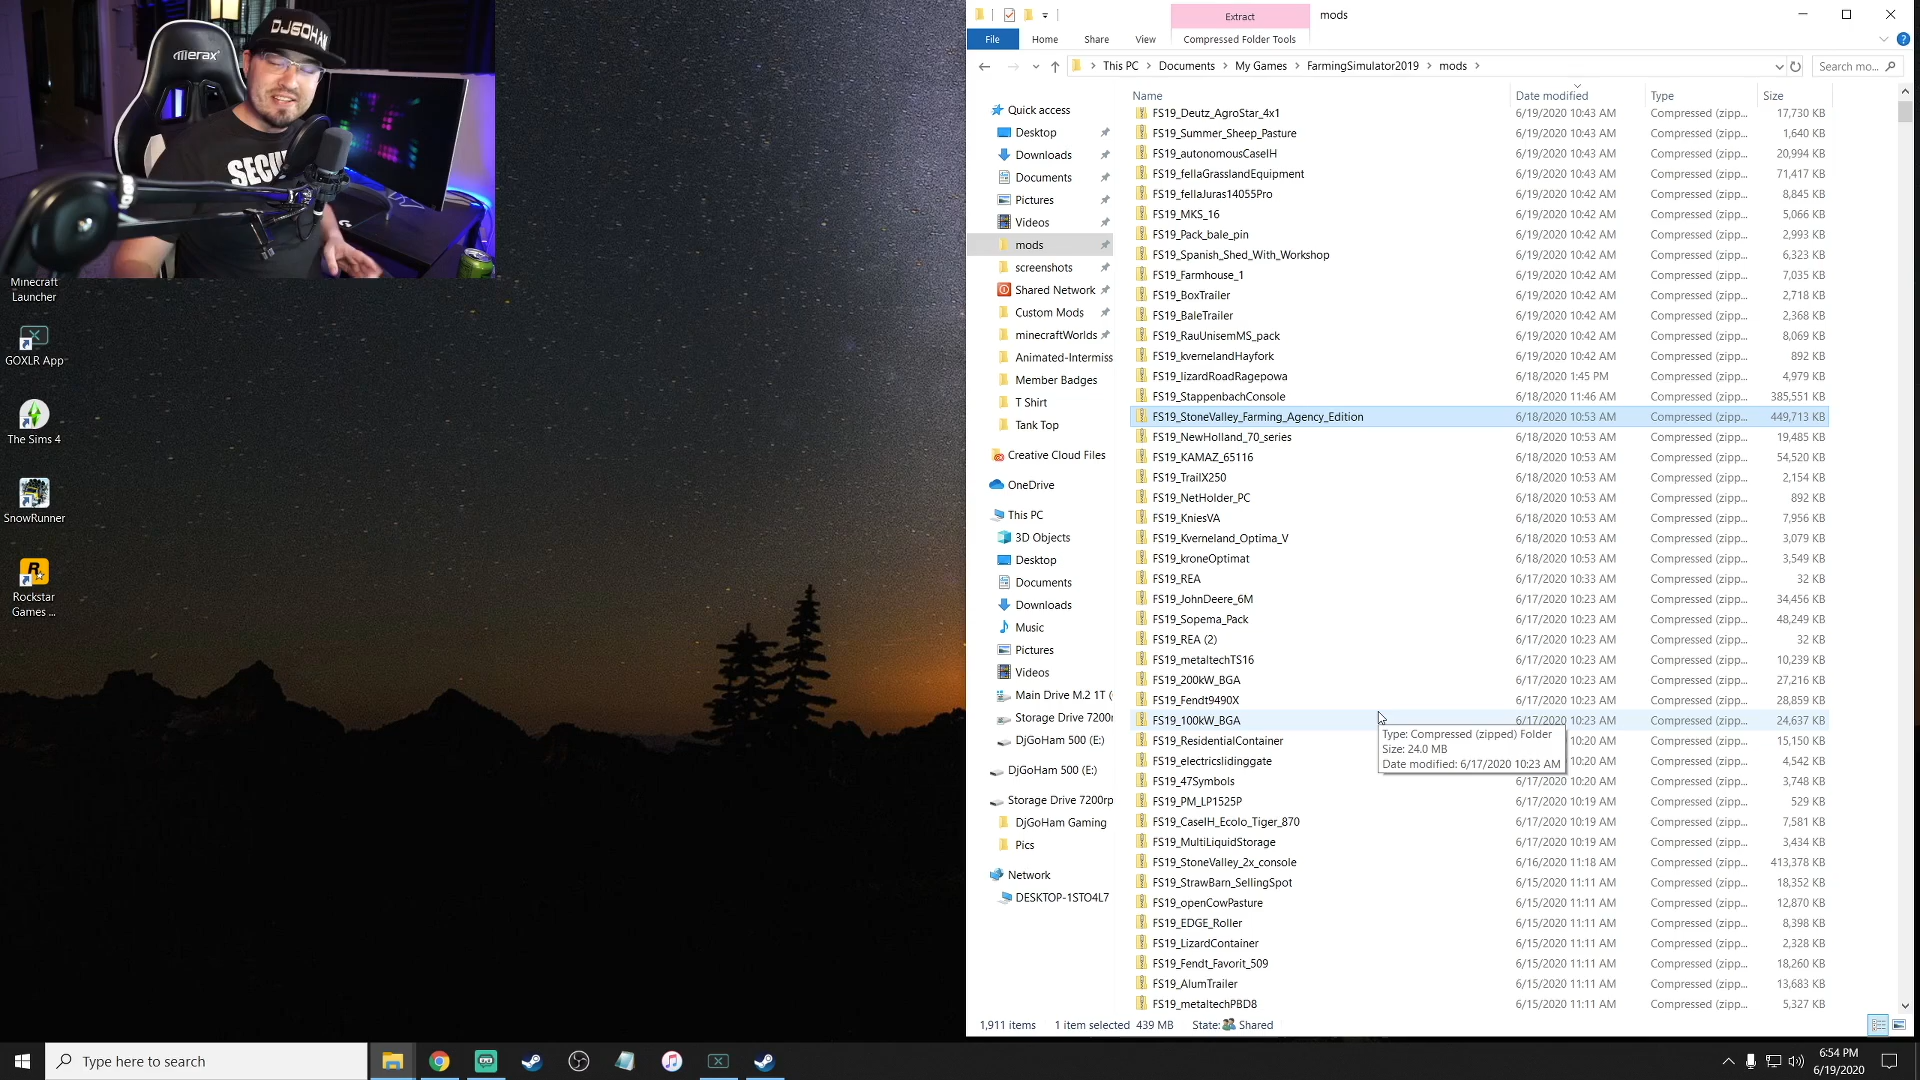 DJGOHAM
merax
SECU
Minecraft
Launcher
GOXLR App
The Sims 4
SnowRunner
Rockstar
Games ...
Extract
mods
File
Home
Share
View
Compressed Folder Tools
This PC > Documents > My Games > FarmingSimulator2019 > mods >
Search mo...
Quick access
Desktop
Downloads
Documents
Pictures
Videos
mods
screenshots
Shared Network
Custom Mods
minecraftWorlds
Animated-Intermiss
Member Badges
T Shirt
Tank Top
Creative Cloud Files
OneDrive
This PC
3D Objects
Desktop
Documents
Downloads
Music
Pictures
Videos
Main Drive M.2 1T (
Storage Drive 7200r
DjGoHam 500 (E:)
DjGoHam 500 (E:)
Storage Drive 7200rp
DjGoHam Gaming
Pics
Network
DESKTOP-1STO4L7
Name Date modified Type Size
FS19_Deutz_AgroStar_4x1 6/19/2020 10:43 AM Compressed (zipp... 17,730 KB
FS19_Summer_Sheep_Pasture 6/19/2020 10:43 AM Compressed (zipp... 1,640 KB
FS19_autonomousCaseIH 6/19/2020 10:43 AM Compressed (zipp... 20,994 KB
FS19_fellaGrasslandEquipment 6/19/2020 10:43 AM Compressed (zipp... 71,417 KB
FS19_fellaJuras14055Pro 6/19/2020 10:42 AM Compressed (zipp... 8,845 KB
FS19_MKS_16 6/19/2020 10:42 AM Compressed (zipp... 5,066 KB
FS19_Pack_bale_pin 6/19/2020 10:42 AM Compressed (zipp... 2,993 KB
FS19_Spanish_Shed_With_Workshop 6/19/2020 10:42 AM Compressed (zipp... 6,323 KB
FS19_Farmhouse_1 6/19/2020 10:42 AM Compressed (zipp... 7,035 KB
FS19_BoxTrailer 6/19/2020 10:42 AM Compressed (zipp... 2,718 KB
FS19_BaleTrailer 6/19/2020 10:42 AM Compressed (zipp... 2,368 KB
FS19_RauUnisemMS_pack 6/19/2020 10:42 AM Compressed (zipp... 8,069 KB
FS19_kvernelandHayfork 6/19/2020 10:42 AM Compressed (zipp... 892 KB
FS19_lizardRoadRagepowa 6/18/2020 1:45 PM Compressed (zipp... 4,979 KB
FS19_StappenbachConsole 6/18/2020 11:46 AM Compressed (zipp... 385,551 KB
FS19_StoneValley_Farming_Agency_Edition 6/18/2020 10:53 AM Compressed (zipp... 449,713 KB
FS19_NewHolland_70_series 6/18/2020 10:53 AM Compressed (zipp... 19,485 KB
FS19_KAMAZ_65116 6/18/2020 10:53 AM Compressed (zipp... 54,520 KB
FS19_TrailX250 6/18/2020 10:53 AM Compressed (zipp... 2,154 KB
FS19_NetHolder_PC 6/18/2020 10:53 AM Compressed (zipp... 892 KB
FS19_KniesVA 6/18/2020 10:53 AM Compressed (zipp... 7,956 KB
FS19_Kverneland_Optima_V 6/18/2020 10:53 AM Compressed (zipp... 3,079 KB
FS19_kroneOptimat 6/18/2020 10:53 AM Compressed (zipp... 3,549 KB
FS19_REA 6/17/2020 10:33 AM Compressed (zipp... 32 KB
FS19_JohnDeere_6M 6/17/2020 10:23 AM Compressed (zipp... 34,456 KB
FS19_Sopema_Pack 6/17/2020 10:23 AM Compressed (zipp... 48,249 KB
FS19_REA (2) 6/17/2020 10:23 AM Compressed (zipp... 32 KB
FS19_metaltechTS16 6/17/2020 10:23 AM Compressed (zipp... 10,239 KB
FS19_200kW_BGA 6/17/2020 10:23 AM Compressed (zipp... 27,216 KB
FS19_Fendt9490X 6/17/2020 10:23 AM Compressed (zipp... 28,859 KB
FS19_100kW_BGA 6/17/2020 10:23 AM Compressed (zipp... 24,637 KB
FS19_ResidentialContainer 10:20 AM Compressed (zipp... 15,150 KB
FS19_electricslidinggate 10:20 AM Compressed (zipp... 4,542 KB
Type: Compressed (zipped) Folder
Size: 24.0 MB
Date modified: 6/17/2020 10:23 AM
FS19_47Symbols 6/17/2020 10:20 AM Compressed (zipp... 3,748 KB
FS19_PM_LP1525P 6/17/2020 10:19 AM Compressed (zipp... 529 KB
FS19_CaseIH_Ecolo_Tiger_870 6/17/2020 10:19 AM Compressed (zipp... 7,581 KB
FS19_MultiLiquidStorage 6/17/2020 10:19 AM Compressed (zipp... 3,434 KB
FS19_StoneValley_2x_console 6/16/2020 11:18 AM Compressed (zipp... 413,378 KB
FS19_StrawBarn_SellingSpot 6/15/2020 11:11 AM Compressed (zipp... 18,352 KB
FS19_openCowPasture 6/15/2020 11:11 AM Compressed (zipp... 12,870 KB
FS19_EDGE_Roller 6/15/2020 11:11 AM Compressed (zipp... 8,398 KB
FS19_LizardContainer 6/15/2020 11:11 AM Compressed (zipp... 2,328 KB
FS19_Fendt_Favorit_509 6/15/2020 11:11 AM Compressed (zipp... 18,260 KB
FS19_AlumTrailer 6/15/2020 11:11 AM Compressed (zipp... 13,683 KB
FS19_metaltechPBD8 6/15/2020 11:11 AM Compressed (zipp... 5,327 KB
1,911 items 1 item selected 439 MB State: Shared
Type here to search
6:54 PM
6/19/2020